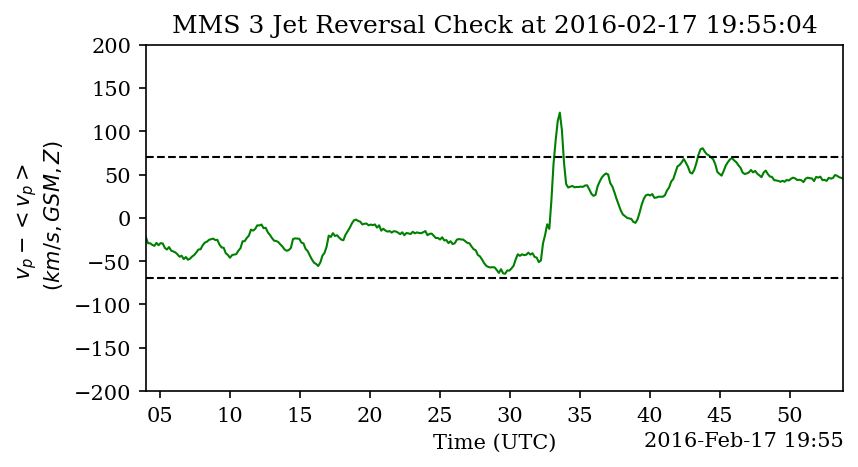 MMS 3 Jet Reversal Check at 2016-02-17 19:55:04
200
150
100
50
0
−50
−100
−150
−200
v_p − < v_p >
(km/s, GSM, Z)
05 10 15 20 25 30 35 40 45 50
Time (UTC)
2016-Feb-17 19:55